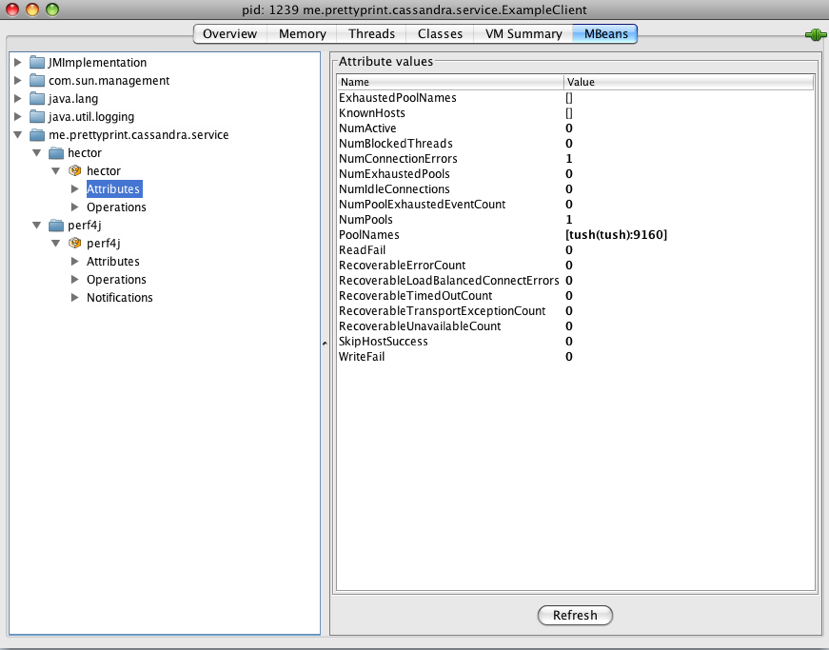 pid: 1239 me.prettyprint.cassandra.service.ExampleClient
Overview Memory Threads Classes VM Summary MBeans
JMImplementation
com.sun.management
java.lang
java.util.logging
me.prettyprint.cassandra.service
hector
hector
Attributes
Operations
perf4j
perf4j
Attributes
Operations
Notifications
Attribute values
Name Value
ExhaustedPoolNames []
KnownHosts []
NumActive 0
NumBlockedThreads 0
NumConnectionErrors 1
NumExhaustedPools 0
NumIdleConnections 0
NumPoolExhaustedEventCount 0
NumPools 1
PoolNames [tush(tush):9160]
ReadFail 0
RecoverableErrorCount 0
RecoverableLoadBalancedConnectErrors 0
RecoverableTimedOutCount 0
RecoverableTransportExceptionCount 0
RecoverableUnavailableCount 0
SkipHostSuccess 0
WriteFail 0
Refresh